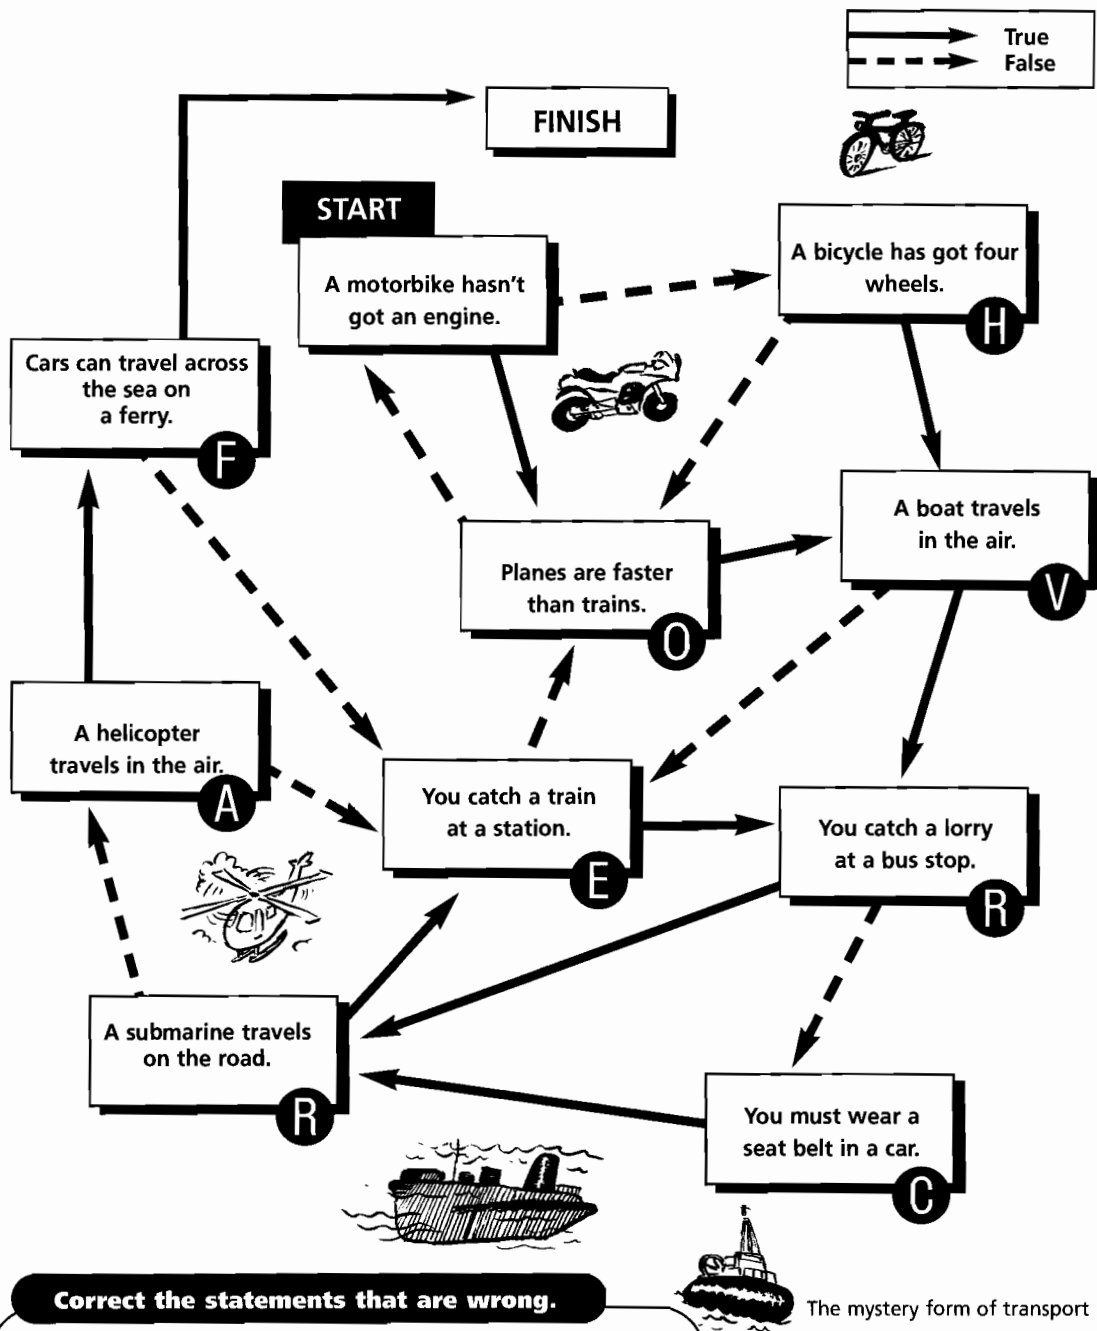 True
False
FINISH
START
A motorbike hasn't
got an engine.
A bicycle has got four
wheels.
H
Cars can travel across
the sea on
a ferry.
F
A boat travels
in the air.
V
Planes are faster
than trains.
O
A helicopter
travels in the air.
A
You catch a train
at a station.
E
You catch a lorry
at a bus stop.
R
A submarine travels
on the road.
R
You must wear a
seat belt in a car.
C
Correct the statements that are wrong.
The mystery form of transport